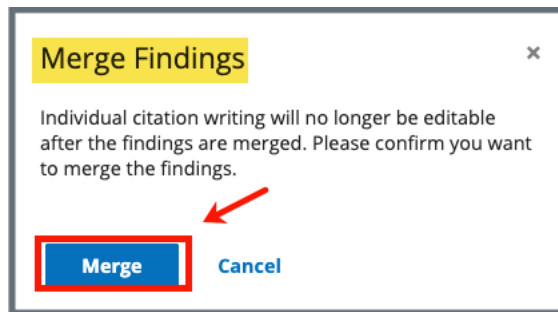 Merge Findings
×
Individual citation writing will no longer be editable
after the findings are merged. Please confirm you want
to merge the findings.
Merge Cancel